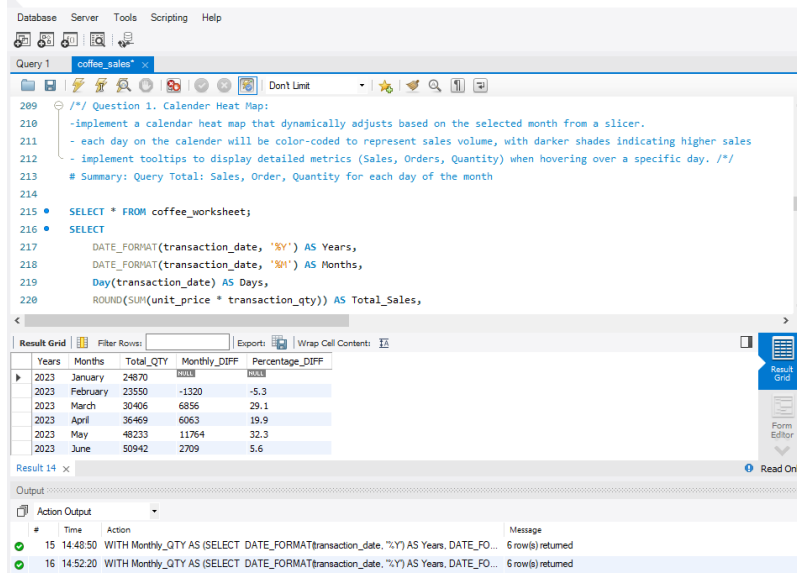 Database Server Tools Scripting Help
Query 1 coffee_sales*
Don't Limit
209 /*/ Question 1. Calender Heat Map:
210 -implement a calendar heat map that dynamically adjusts based on the selected month from a slicer.
211 - each day on the calender will be color-coded to represent sales volume, with darker shades indicating higher sales
212 - implement tooltips to display detailed metrics (Sales, Orders, Quantity) when hovering over a specific day. /*/
213 # Summary: Query Total: Sales, Order, Quantity for each day of the month
214
215 SELECT * FROM coffee_worksheet;
216 SELECT
217 DATE_FORMAT(transaction_date, '%Y') AS Years,
218 DATE_FORMAT(transaction_date, '%M') AS Months,
219 Day(transaction_date) AS Days,
220 ROUND(SUM(unit_price * transaction_qty)) AS Total_Sales,
Result Grid Filter Rows: Export: Wrap Cell Content:
Years Months Total_QTY Monthly_DIFF Percentage_DIFF
2023 January 24870 NULL NULL
2023 February 23550 -1320 -5.3
2023 March 30406 6856 29.1
2023 April 36469 6063 19.9
2023 May 48233 11764 32.3
2023 June 50942 2709 5.6
Result Grid
Form Editor
Result 14 Read Onl
Output
Action Output
# Time Action Message
15 14:48:50 WITH Monthly_QTY AS (SELECT DATE_FORMAT(transaction_date, '%Y') AS Years, DATE_FO... 6 row(s) returned
16 14:52:20 WITH Monthly_QTY AS (SELECT DATE_FORMAT(transaction_date, '%Y') AS Years, DATE_FO... 6 row(s) returned